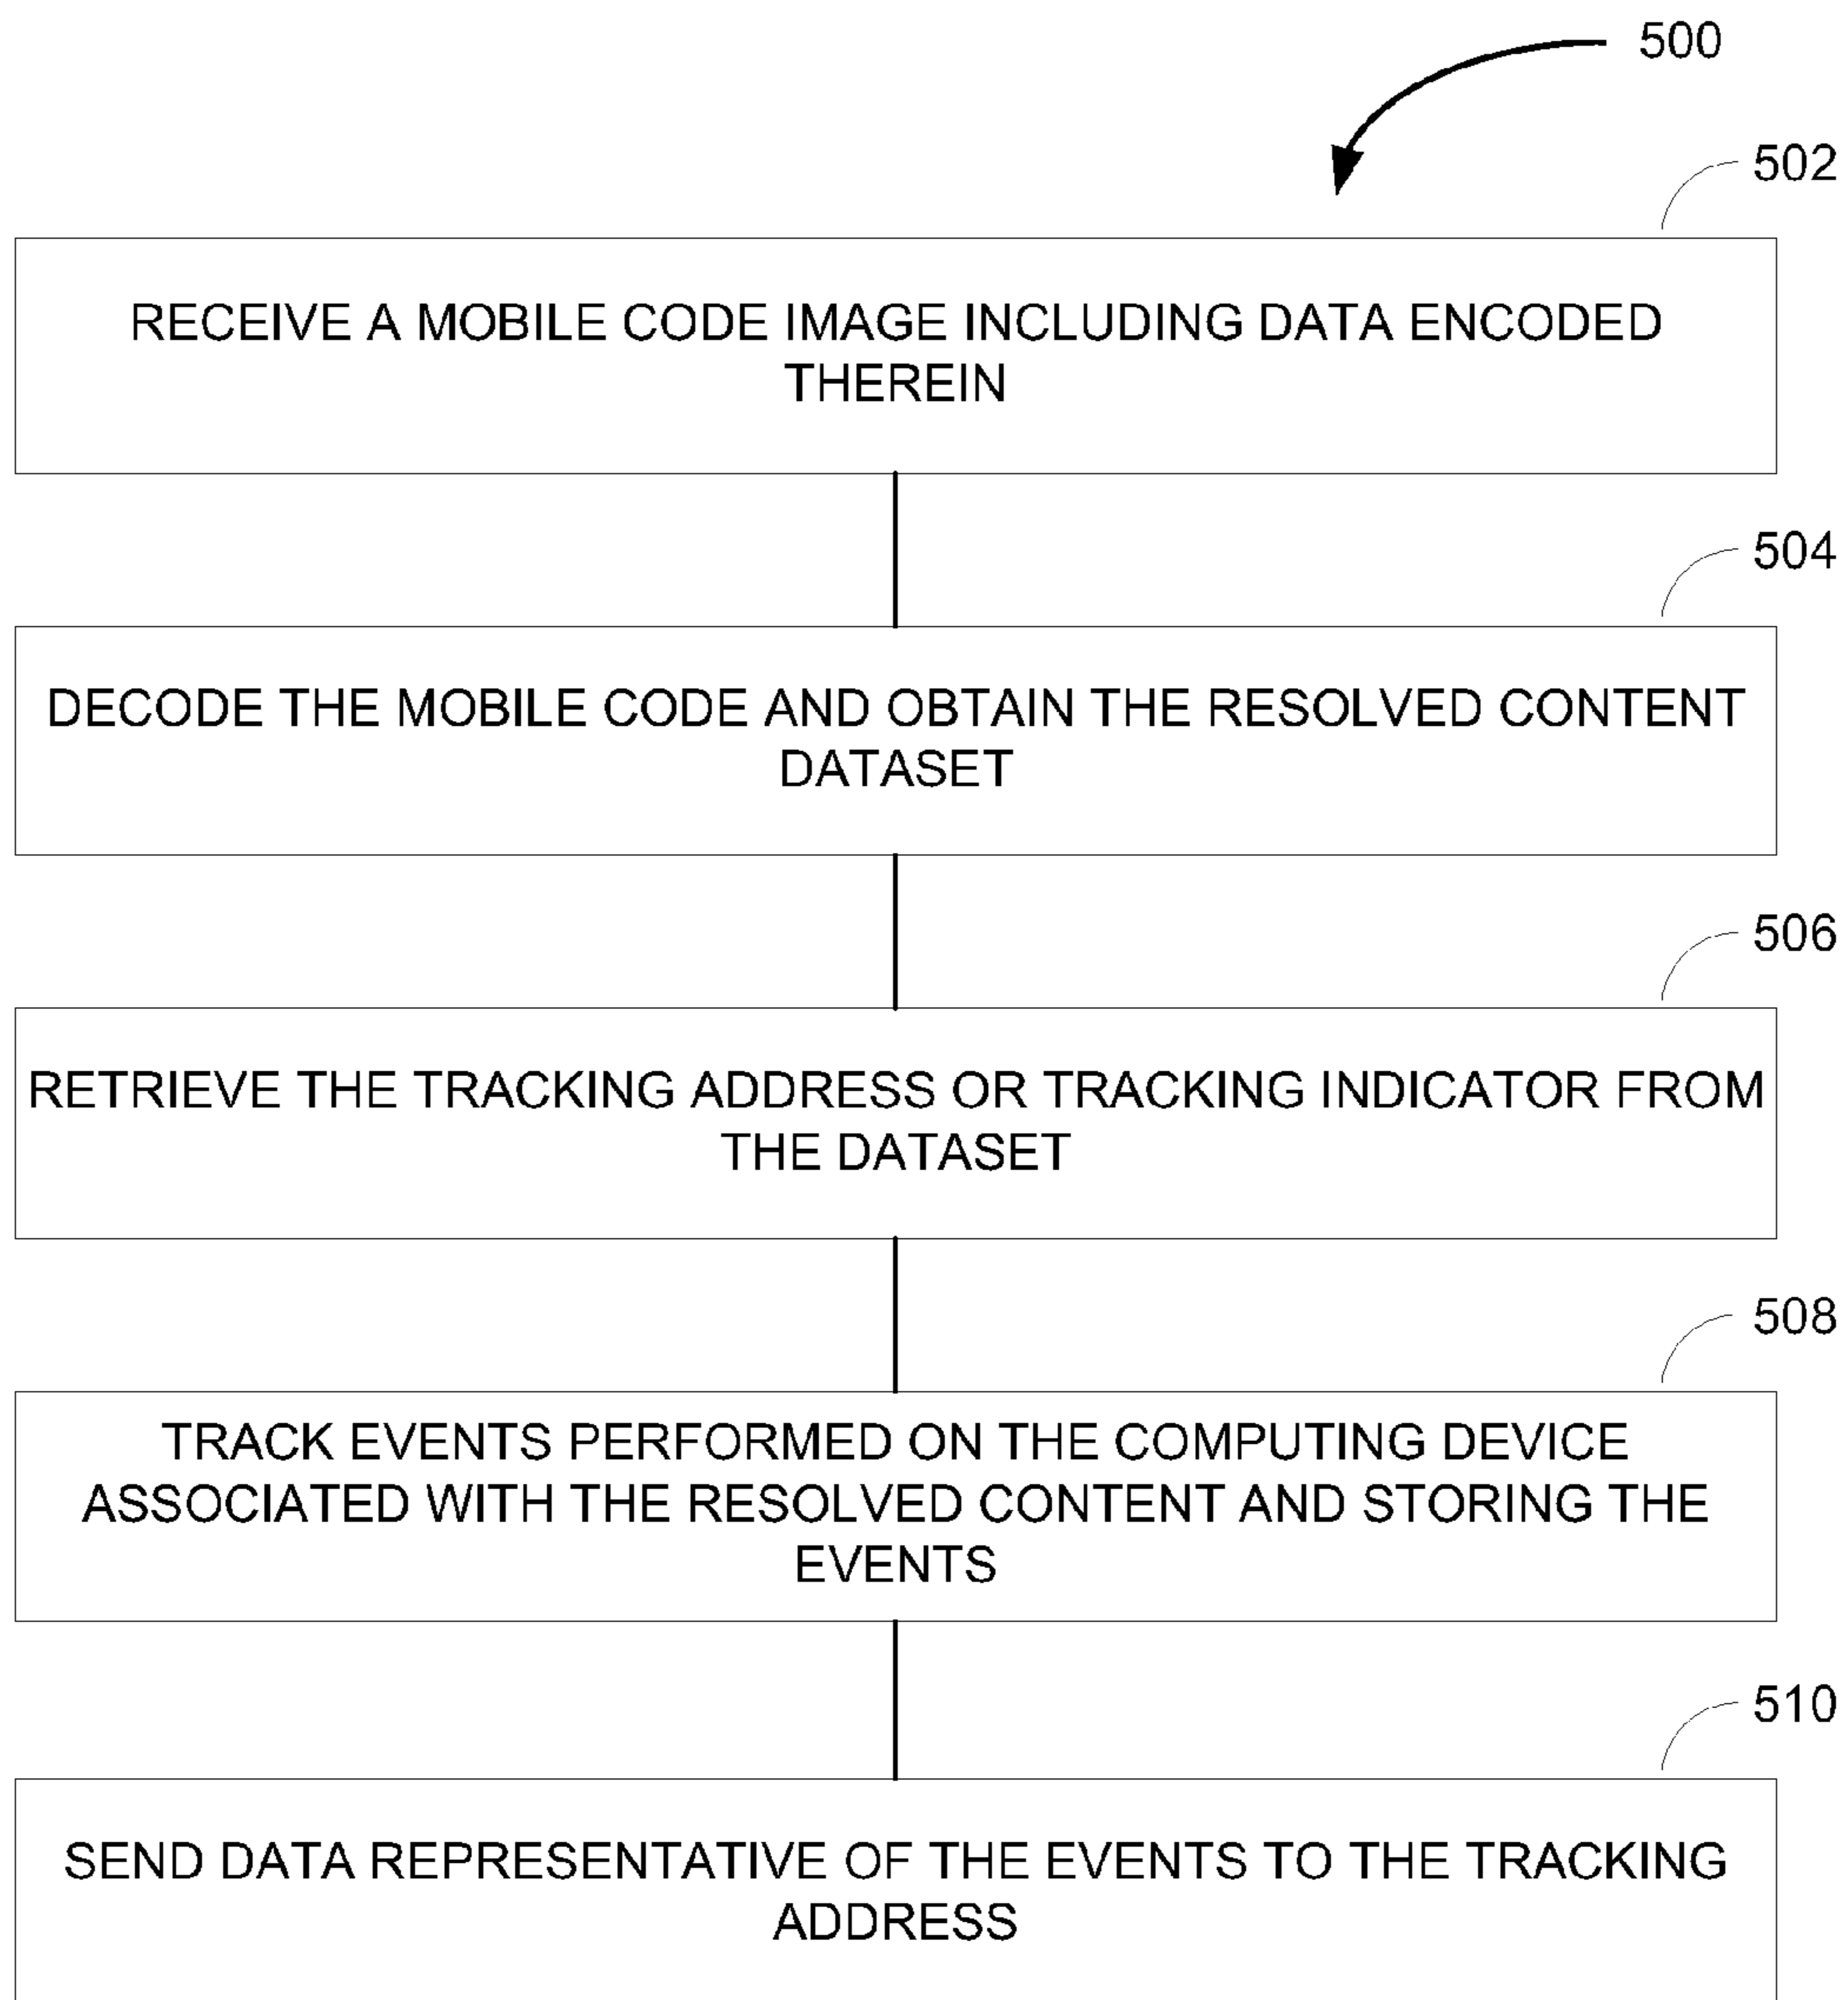 500
502
RECEIVE A MOBILE CODE IMAGE INCLUDING DATA ENCODED
THEREIN
504
DECODE THE MOBILE CODE AND OBTAIN THE RESOLVED CONTENT
DATASET
506
RETRIEVE THE TRACKING ADDRESS OR TRACKING INDICATOR FROM
THE DATASET
508
TRACK EVENTS PERFORMED ON THE COMPUTING DEVICE
ASSOCIATED WITH THE RESOLVED CONTENT AND STORING THE
EVENTS
510
SEND DATA REPRESENTATIVE OF THE EVENTS TO THE TRACKING
ADDRESS